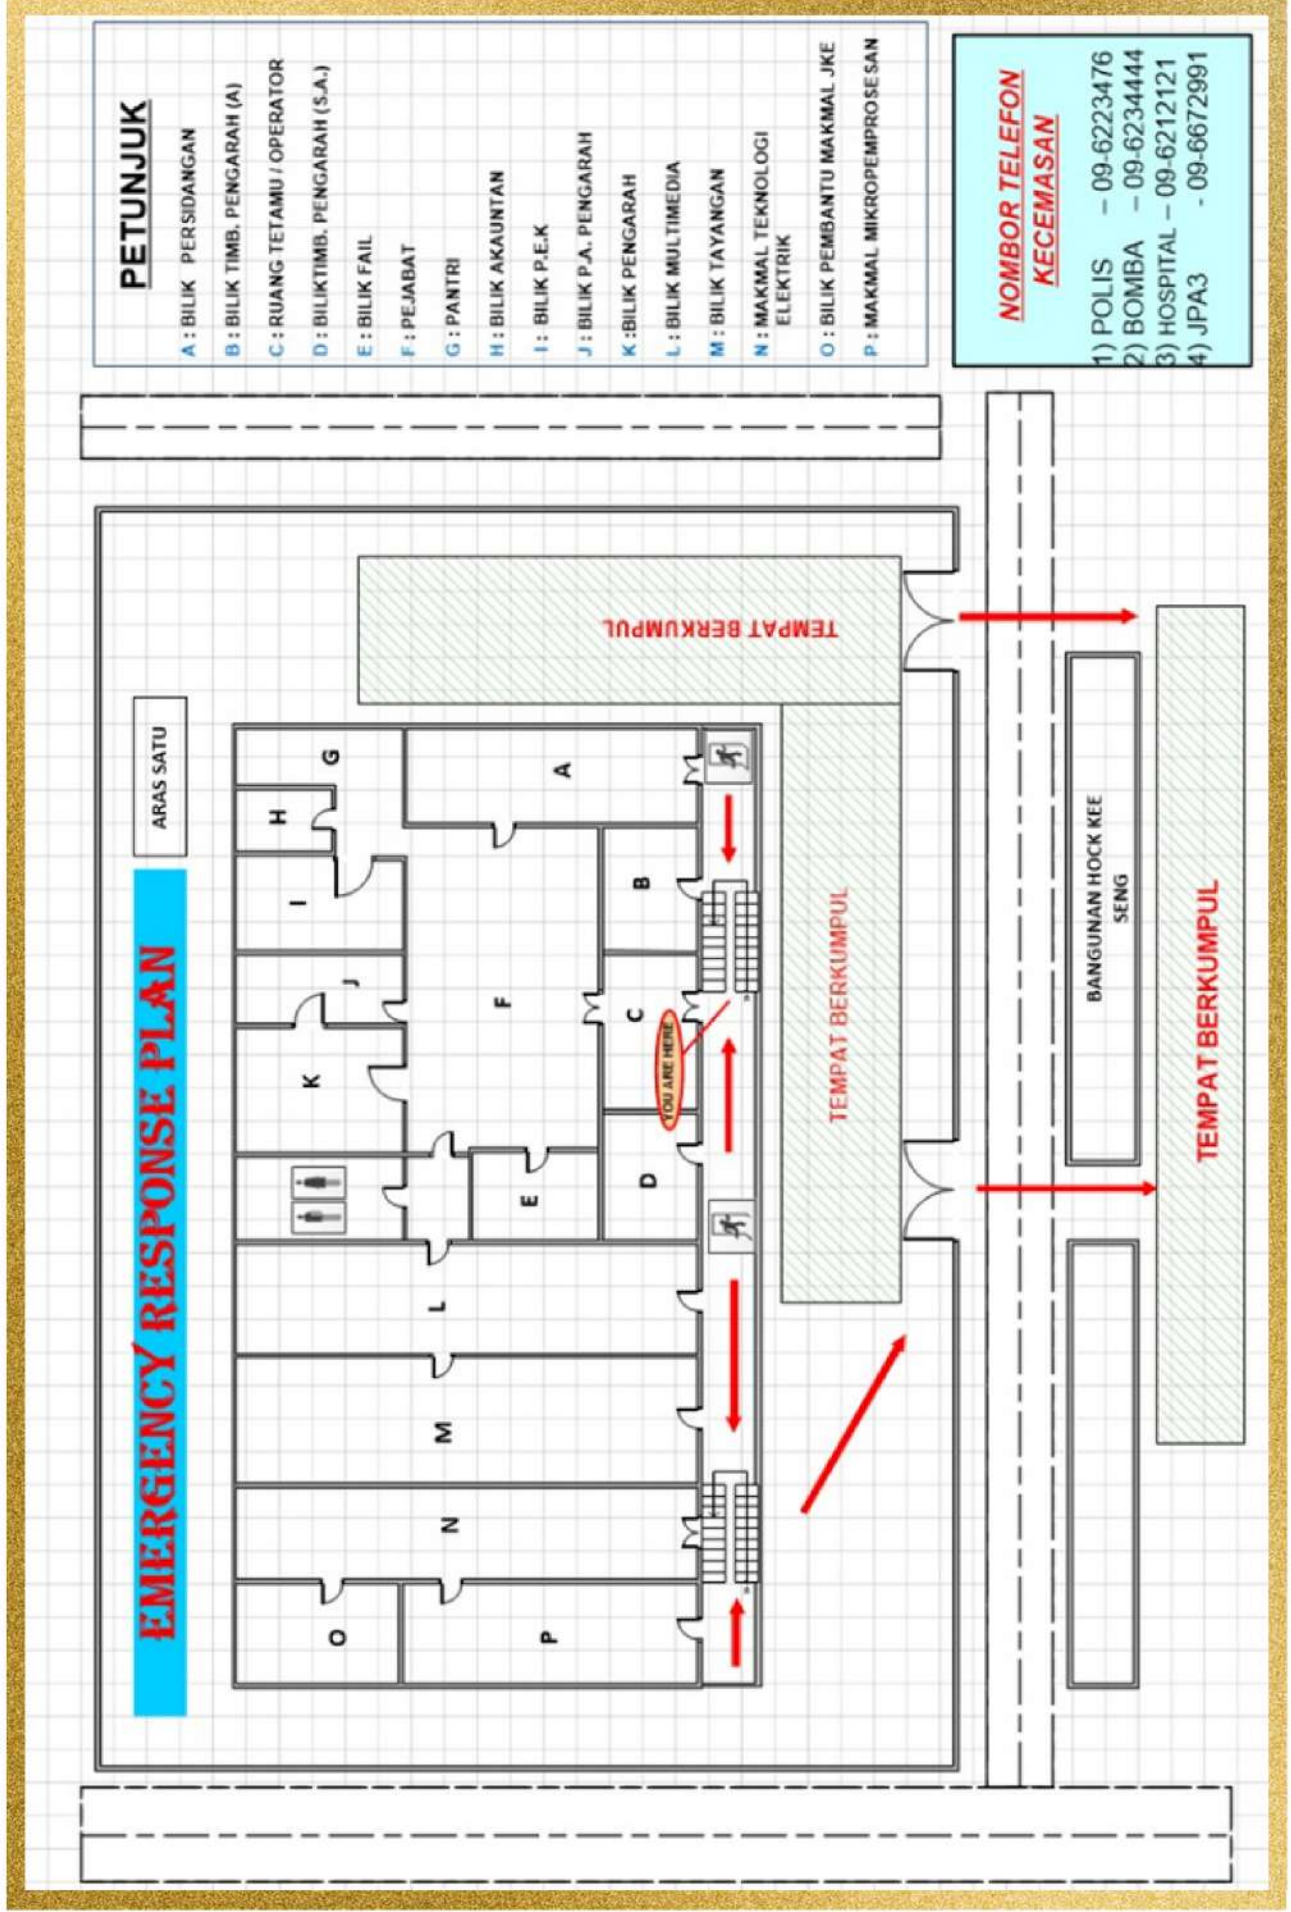 EMERGENCY RESPONSE PLAN
ARAS SATU
O
P
N
M
L
K
J
I
H
G
E
F
D
C
B
A
YOU ARE HERE
TEMPAT BERKUMPUL
TEMPAT BERKUMPUL
BANGUNAN HOCK KEE
SENG
TEMPAT BERKUMPUL
PETUNJUK
A : BILIK PERSIDANGAN
B : BILIK TIMB. PENGARAH (A)
C : RUANG TETAMU / OPERATOR
D : BILIKTIMB. PENGARAH (S.A.)
E : BILIK FAIL
F : PEJABAT
G : PANTRI
H : BILIK AKAUNTAN
I : BILIK P.E.K
J : BILIK P.A. PENGARAH
K :BILIK PENGARAH
L : BILIK MULTIMEDIA
M : BILIK TAYANGAN
N : MAKMAL TEKNOLOGI
ELEKTRIK
O : BILIK PEMBANTU MAKMAL JKE
P : MAKMAL MIKROPEMPROSESAN
NOMBOR TELEFON
KECEMASAN
1) POLIS – 09-6223476
2) BOMBA – 09-6234444
3) HOSPITAL – 09-6212121
4) JPA3 - 09-6672991